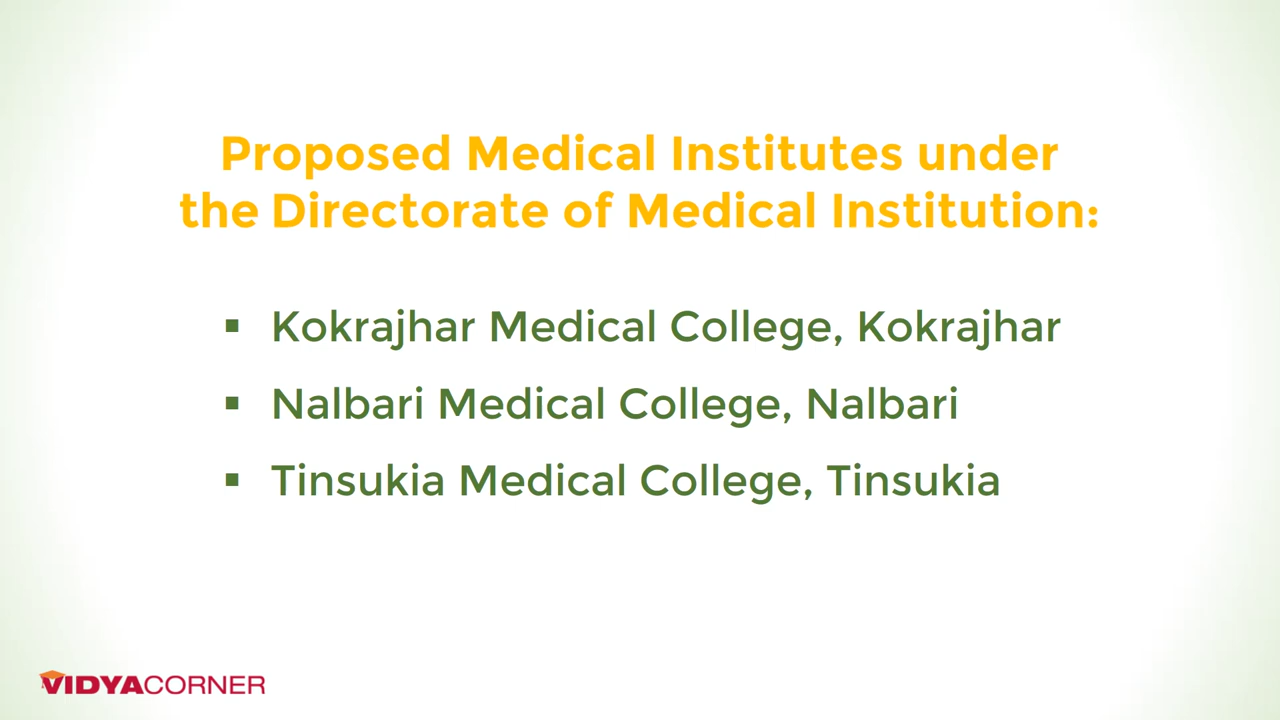 Proposed Medical Institutes under
the Directorate of Medical Institution:
▪ Kokrajhar Medical College, Kokrajhar
▪ Nalbari Medical College, Nalbari
▪ Tinsukia Medical College, Tinsukia
VIDYACORNER